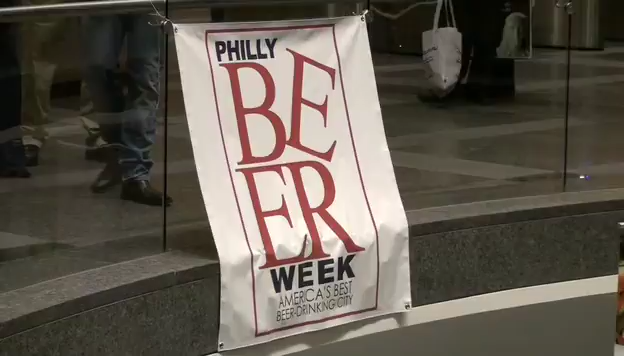 PHILLY
BE
ER
WEEK
AMERICA'S BEST
BEER-DRINKING CITY